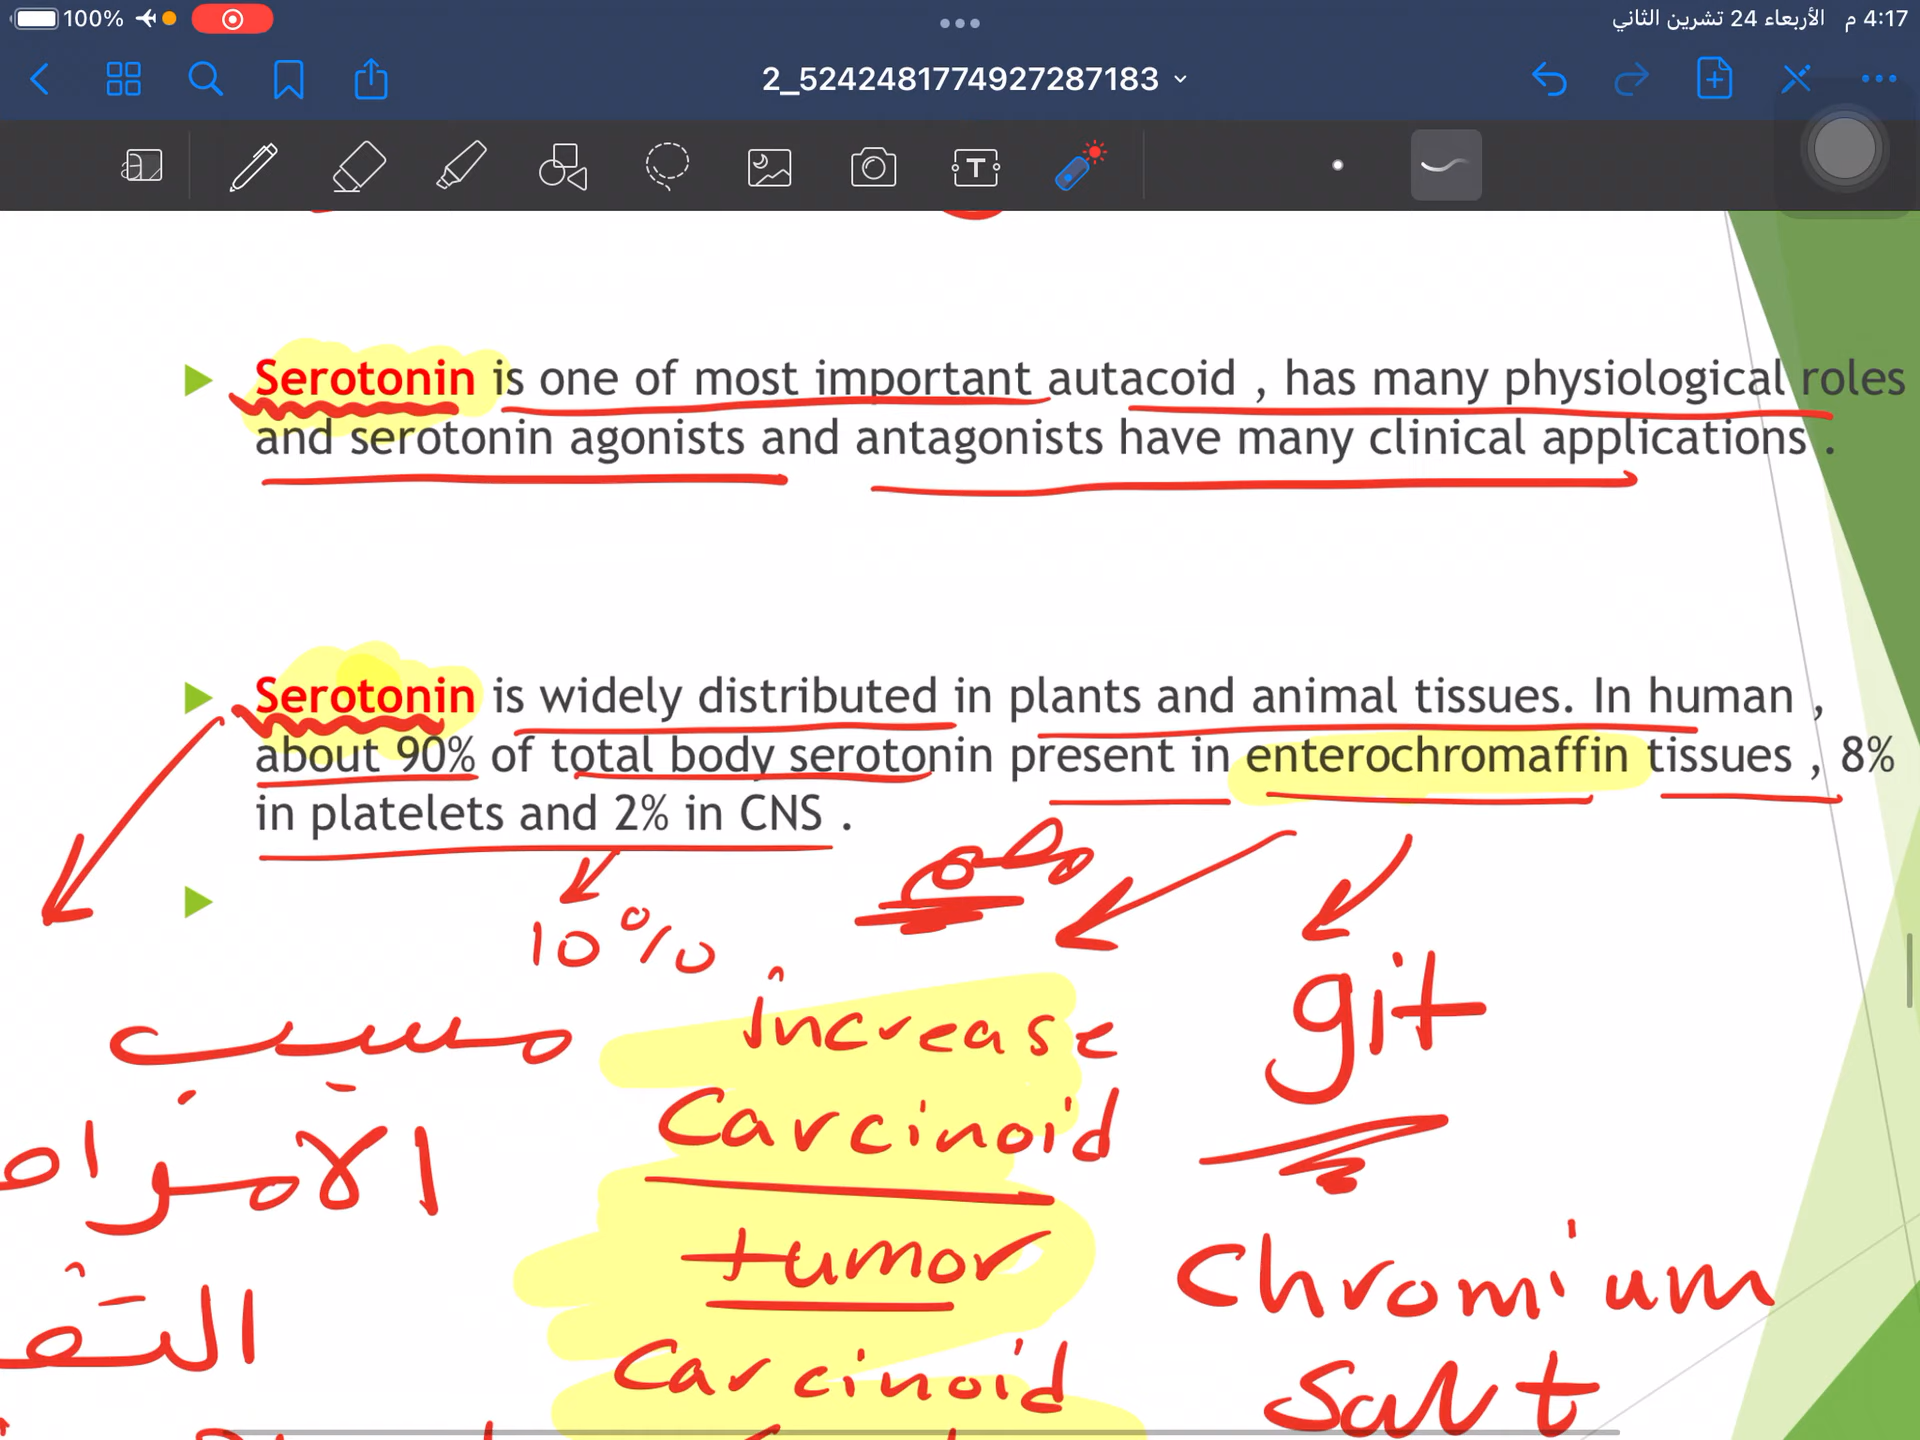 100%
4:17 م الأربعاء 24 تشرين الثاني
2_5242481774927287183
T
Serotonin is one of most important autacoid , has many physiological roles
and serotonin agonists and antagonists have many clinical applications .
Serotonin is widely distributed in plants and animal tissues. In human ,
about 90% of total body serotonin present in enterochromaffin tissues , 8%
in platelets and 2% in CNS .
10%
increase
Carcinoid
tumor
Carcinoid
git
Chromium
Salt